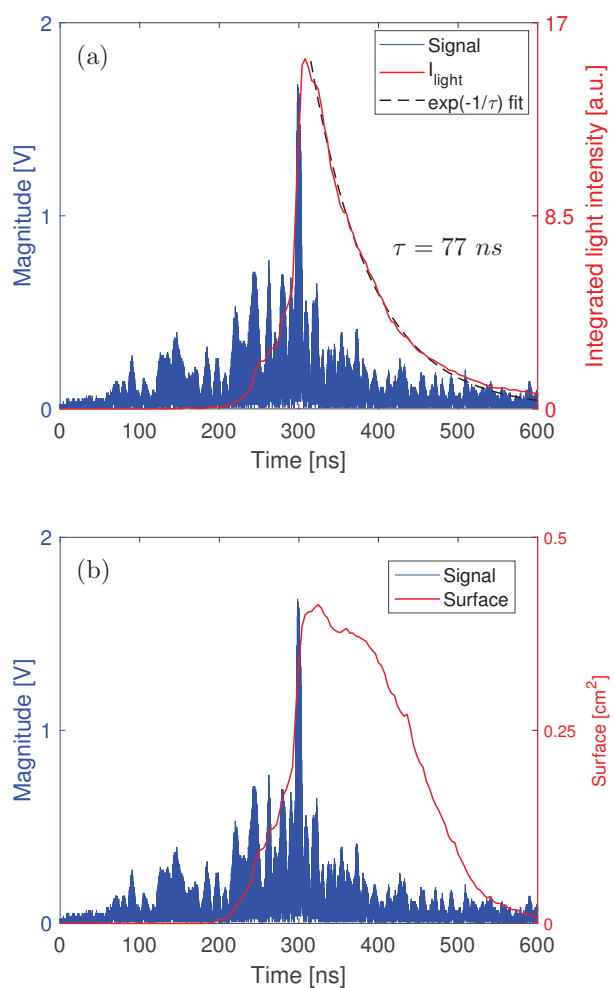 (a)
Signal
I_light
exp(-1/τ) fit
τ = 77 ns
Magnitude [V]
Integrated light intensity [a.u.]
2
1
0
17
8.5
0
0 100 200 300 400 500 600
Time [ns]
(b)
Signal
Surface
Magnitude [V]
Surface [cm²]
2
1
0
0.5
0.25
0
0 100 200 300 400 500 600
Time [ns]